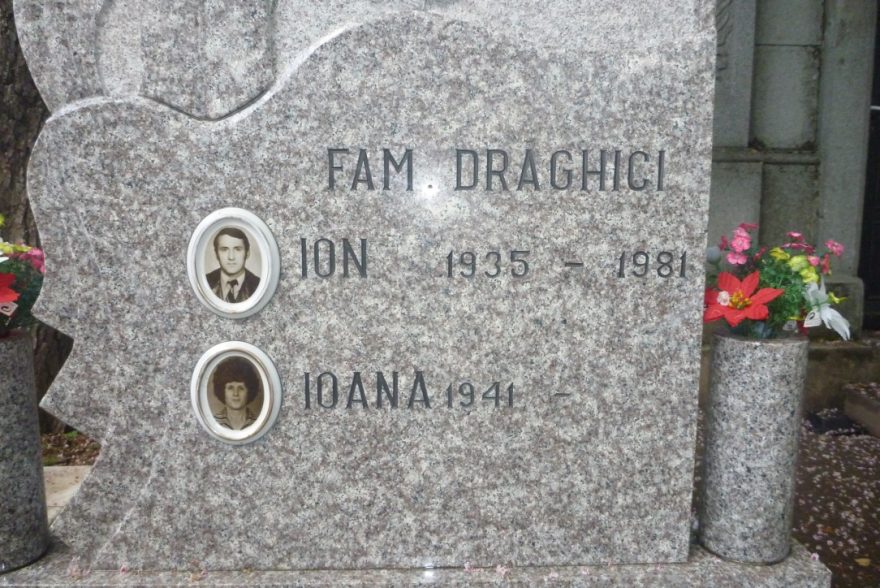 FAM. DRAGHICI
ION 1935 - 1981
IOANA 1941 -